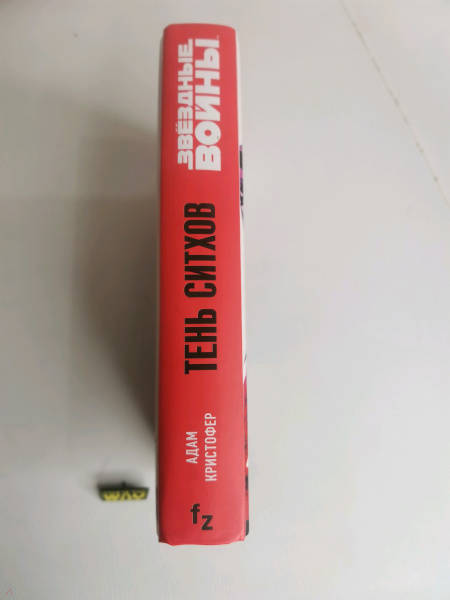 ЗВЁЗДНЫЕ
ВОЙНЫ
ТЕНЬ СИТХОВ
АДАМ
КРИСТОФЕР
fz